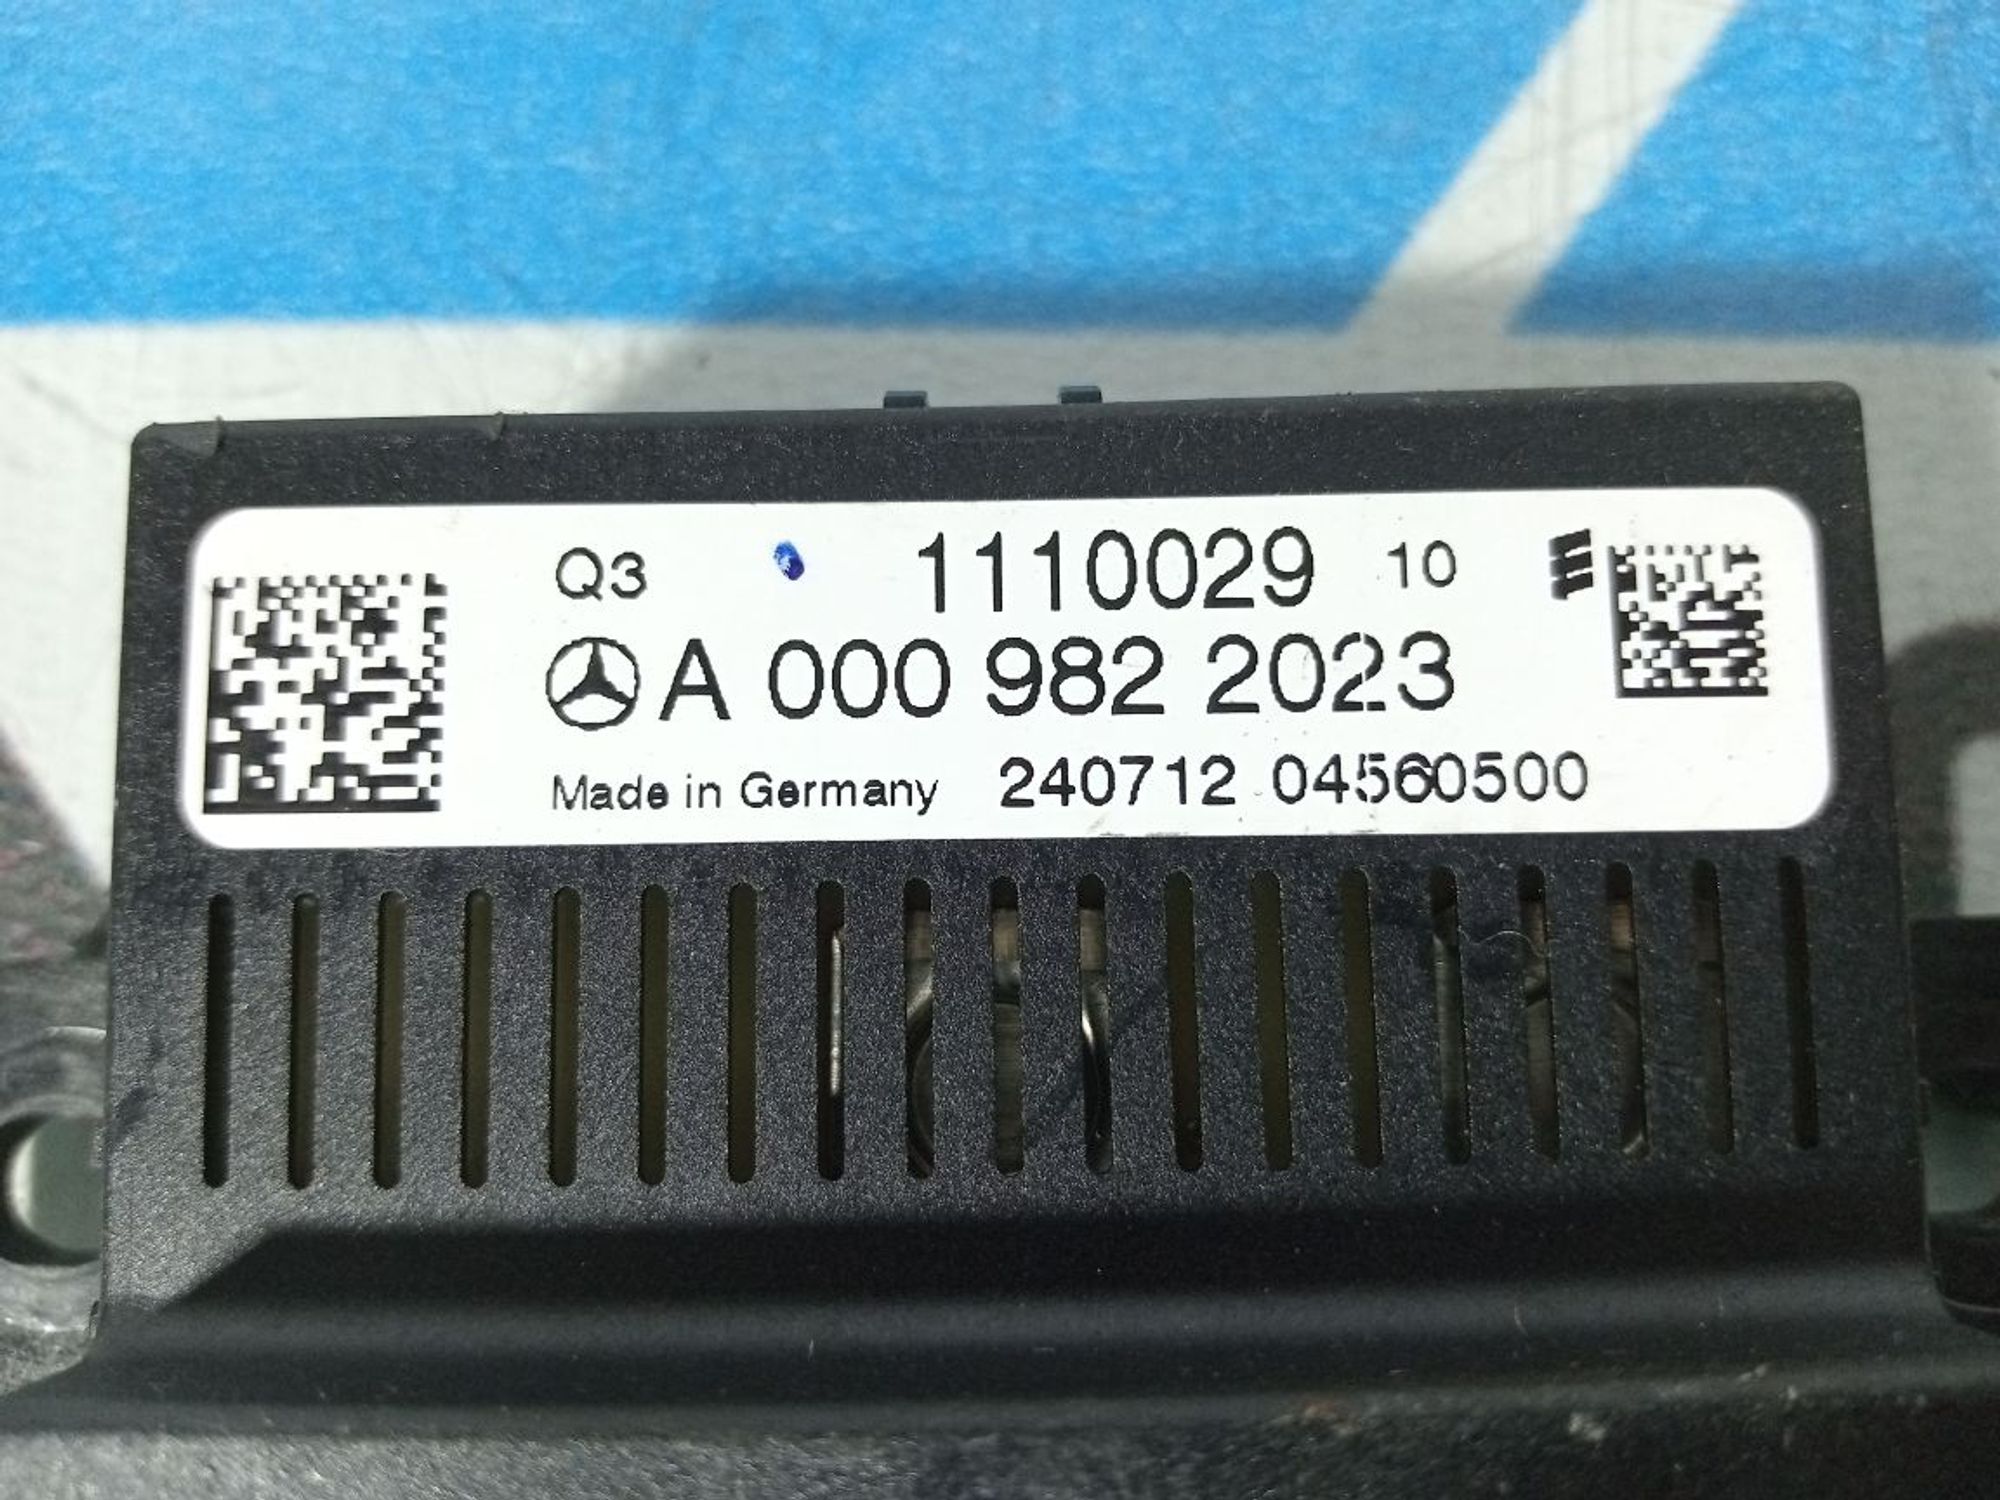 Q3 1110029 10
A 000 982 2023
Made in Germany 240712 04560500